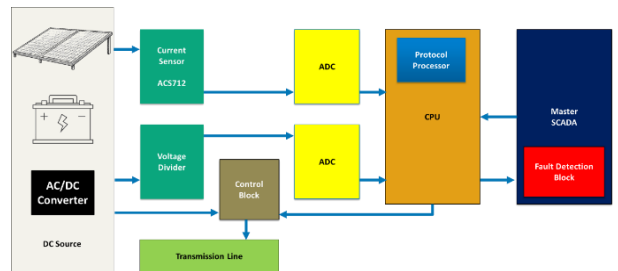 Current
Sensor
ACS712
ADC
Protocol
Processor
CPU
Master
SCADA
Fault Detection
Block
Voltage
Divider
ADC
Control
Block
AC/DC
Converter
DC Source
Transmission Line